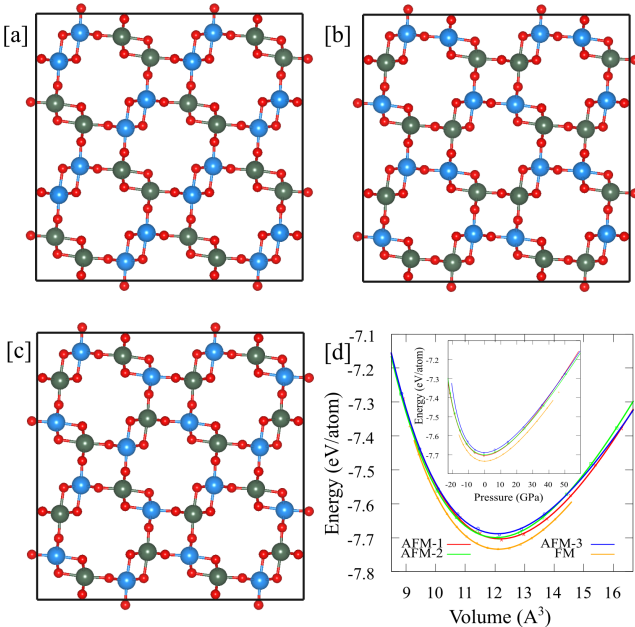 [a]
[b]
[c]
[d]
-7.1
-7.2
-7.3
-7.4
-7.5
-7.6
-7.7
-7.8
Energy (eV/atom)
9 10 11 12 13 14 15 16
Volume (A³)
-7.2
-7.3
-7.4
-7.5
-7.6
-7.7
Energy (eV/atom)
-20 -10 0 10 20 30 40 50
Pressure (GPa)
AFM-1 AFM-3
AFM-2 FM